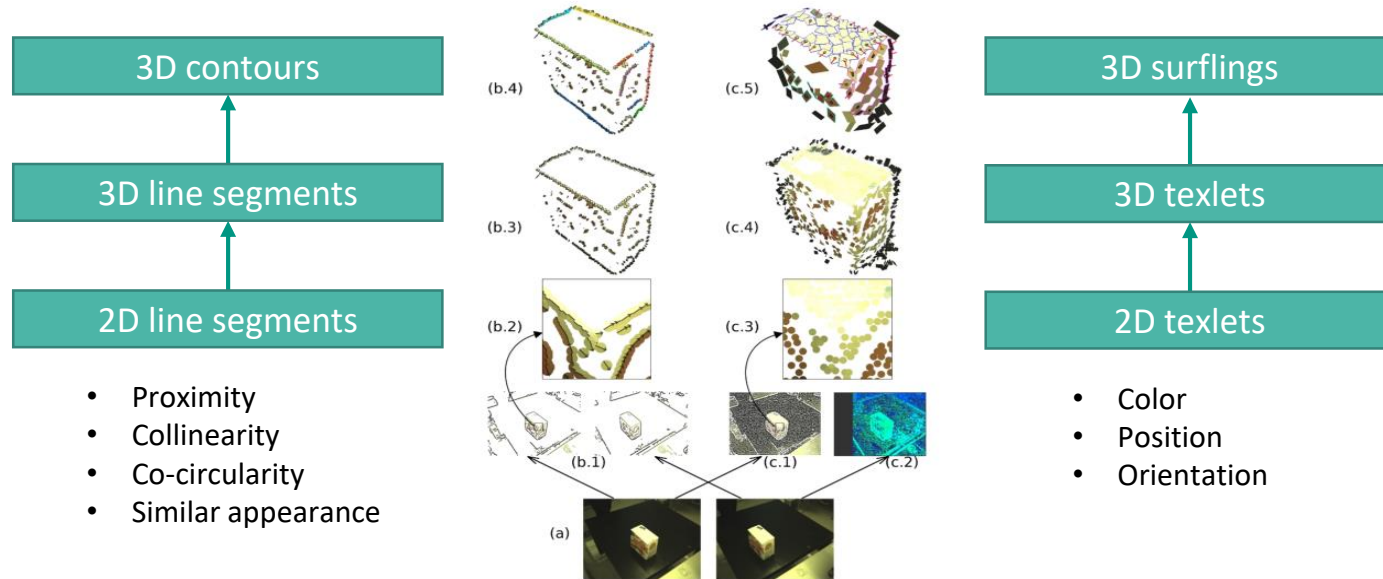 3D contours
3D line segments
2D line segments
• Proximity
• Collinearity
• Co-circularity
• Similar appearance
(b.4)
(c.5)
(b.3)
(c.4)
(b.2)
(c.3)
(b.1)
(c.1)
(c.2)
(a)
3D surflings
3D texlets
2D texlets
• Color
• Position
• Orientation